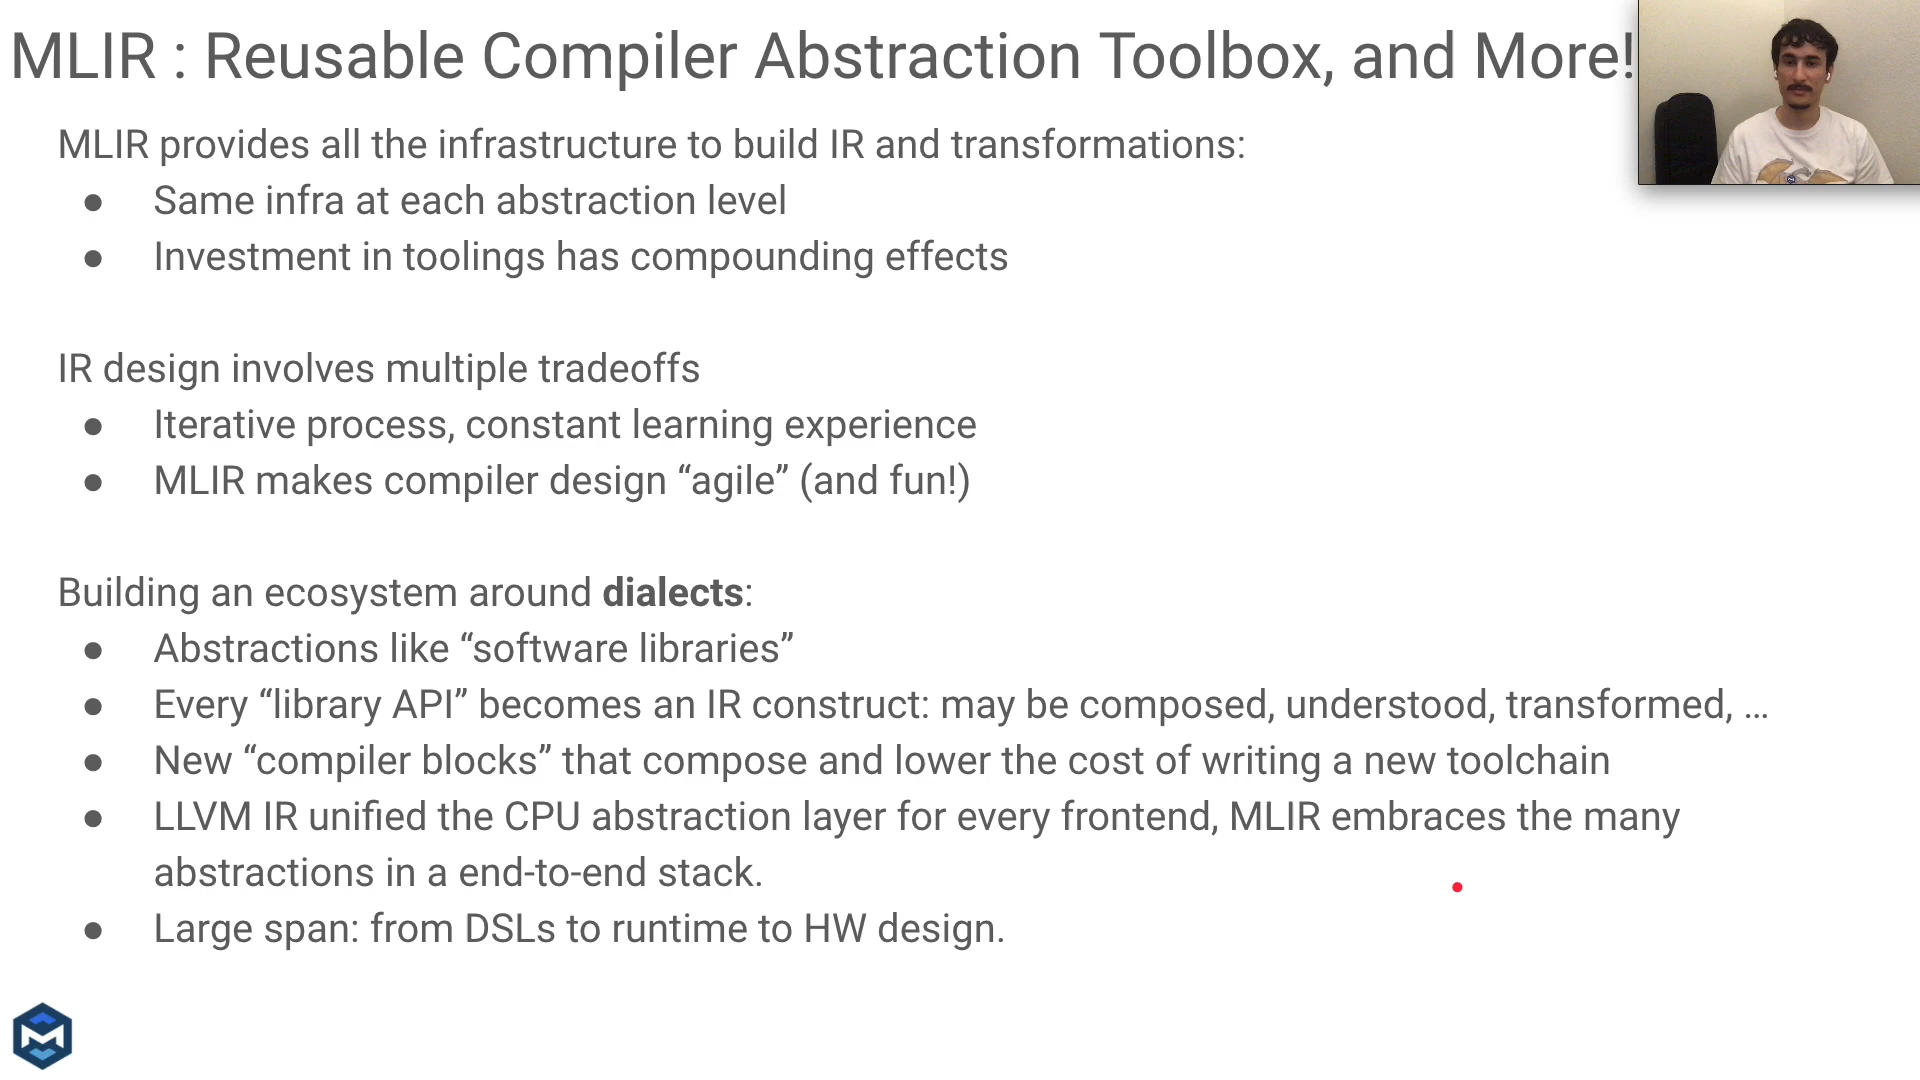 MLIR : Reusable Compiler Abstraction Toolbox, and More!
MLIR provides all the infrastructure to build IR and transformations:
● Same infra at each abstraction level
● Investment in toolings has compounding effects
IR design involves multiple tradeoffs
● Iterative process, constant learning experience
● MLIR makes compiler design “agile” (and fun!)
Building an ecosystem around dialects:
● Abstractions like “software libraries”
● Every “library API” becomes an IR construct: may be composed, understood, transformed, …
● New “compiler blocks” that compose and lower the cost of writing a new toolchain
● LLVM IR unified the CPU abstraction layer for every frontend, MLIR embraces the many
abstractions in a end-to-end stack.
● Large span: from DSLs to runtime to HW design.